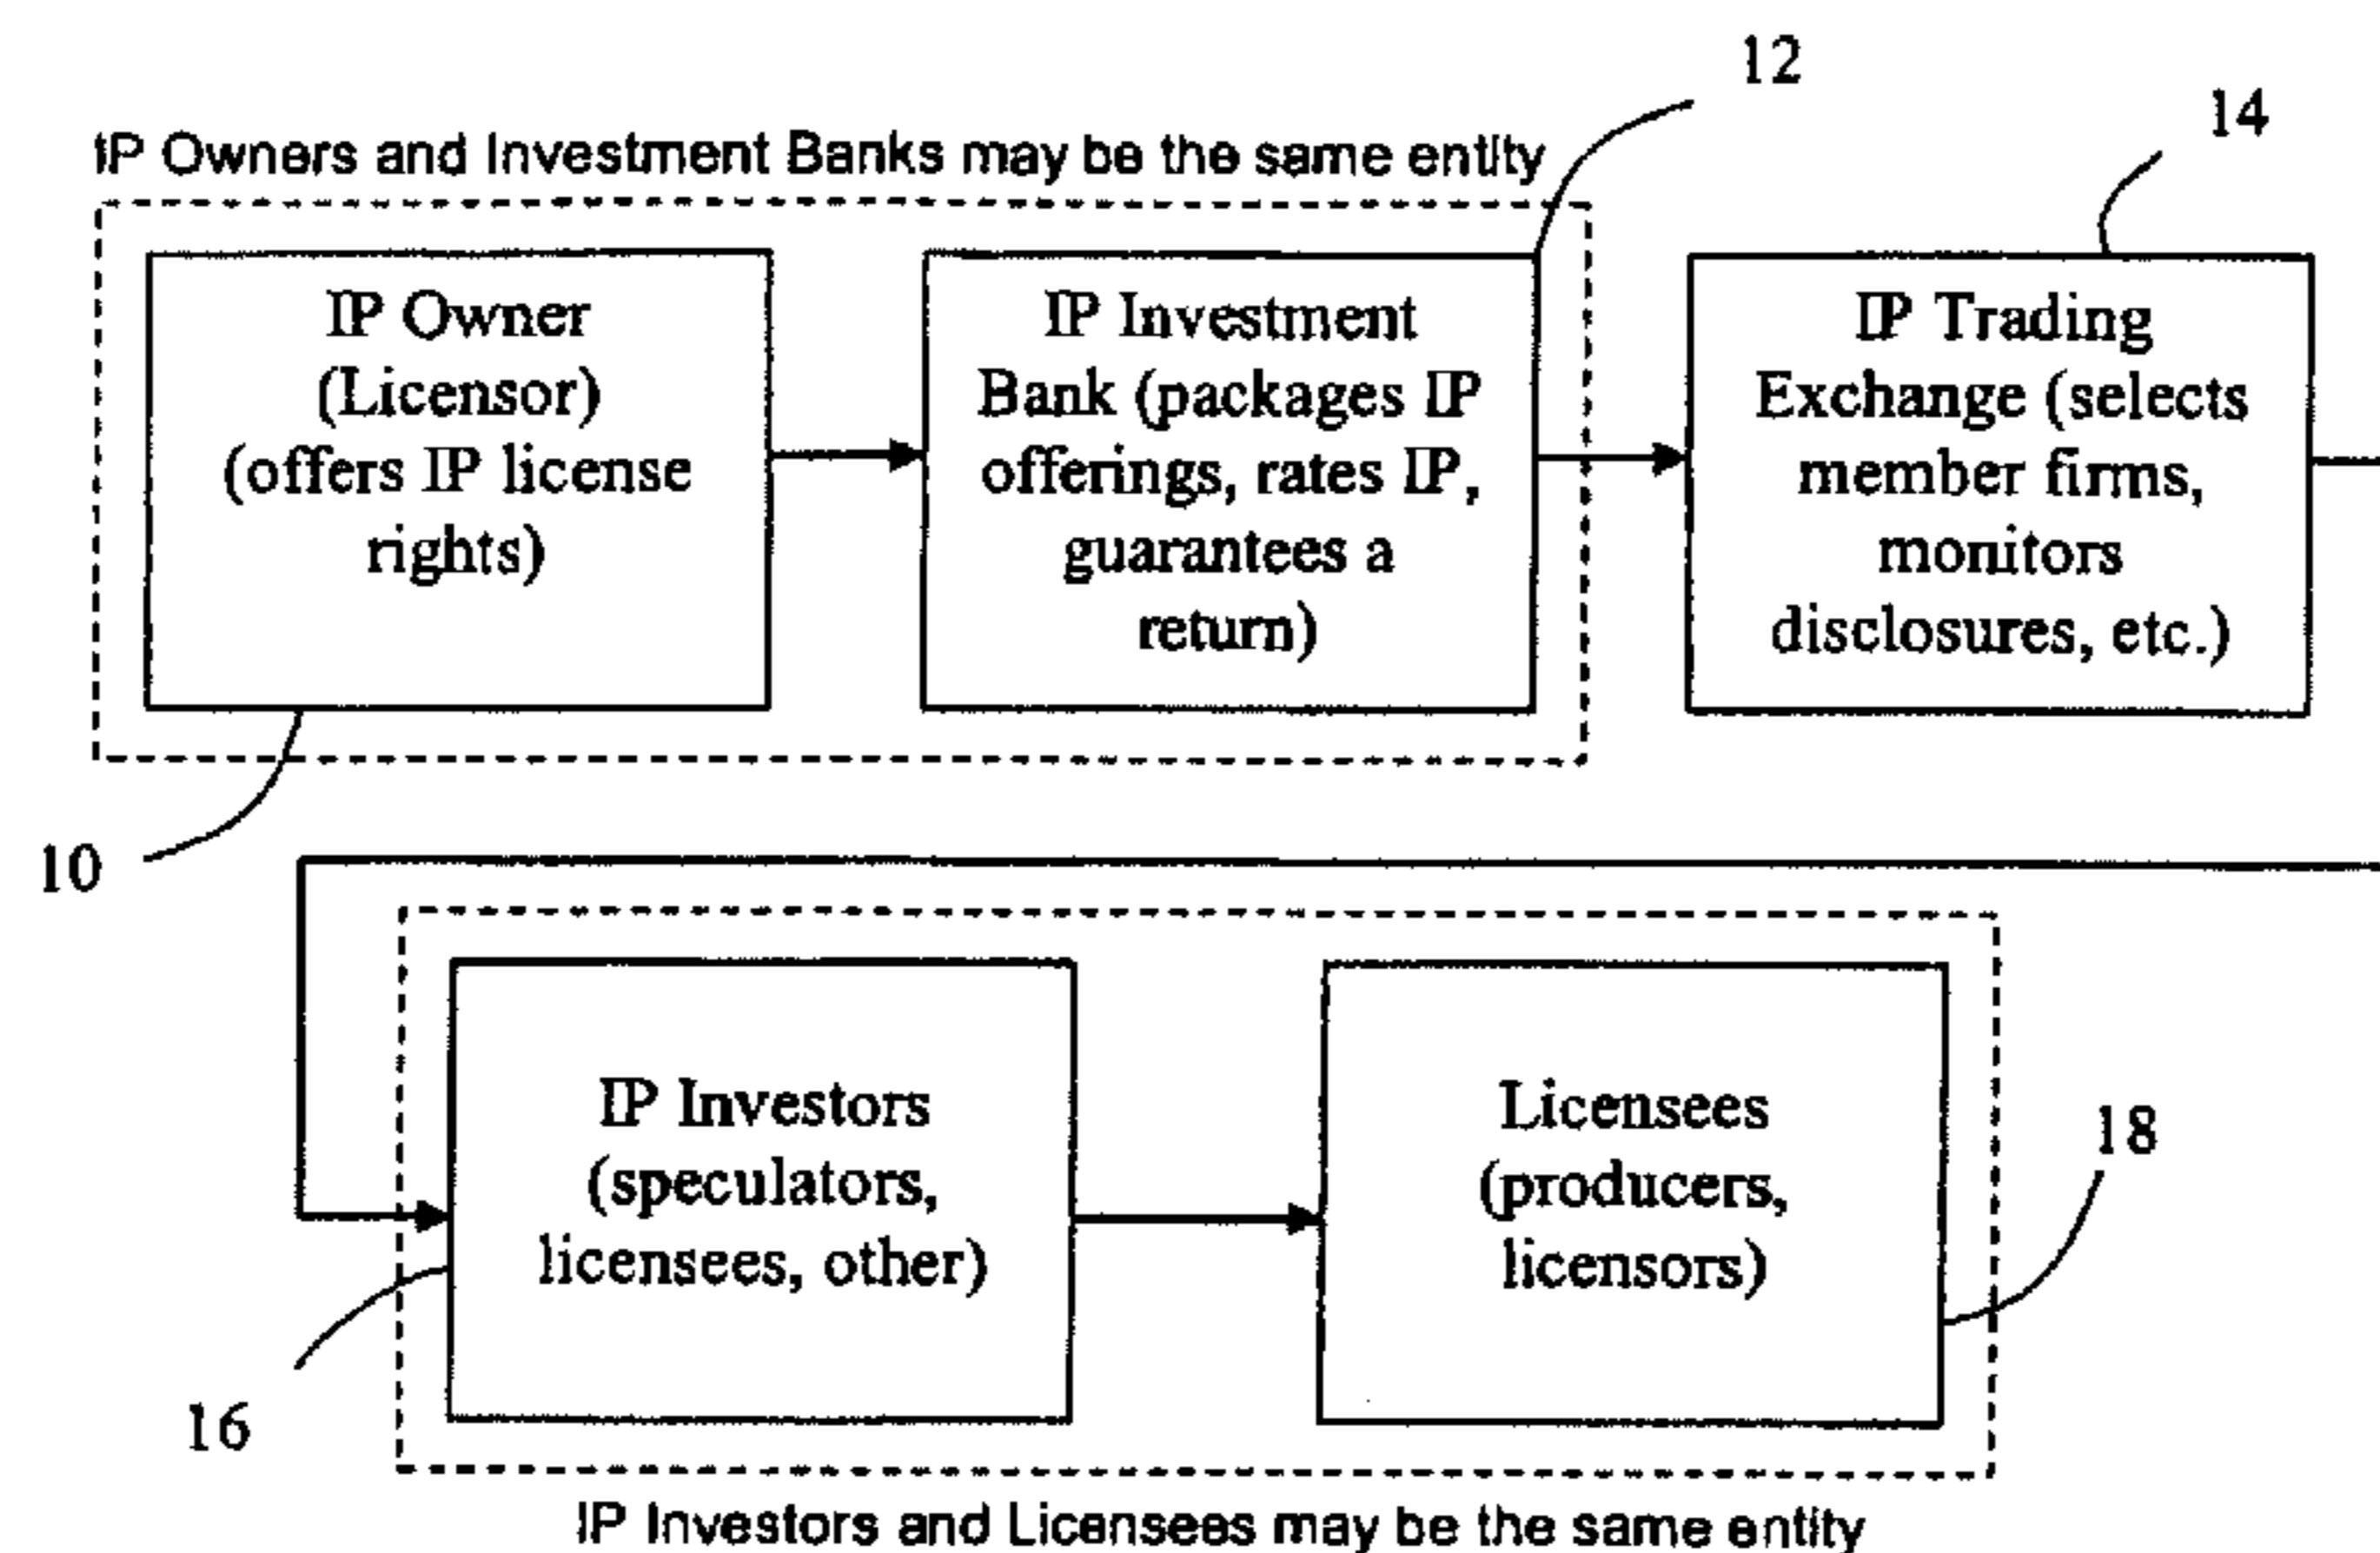 12
14
IP Owners and Investment Banks may be the same entity
IP Owner
(Licensor)
(offers IP license
rights)
IP Investment
Bank (packages IP
offerings, rates IP,
guarantees a
return)
IP Trading
Exchange (selects
member firms,
monitors
disclosures, etc.)
10
IP Investors
(speculators,
licensees, other)
Licensees
(producers,
licensors)
18
16
IP Investors and Licensees may be the same entity